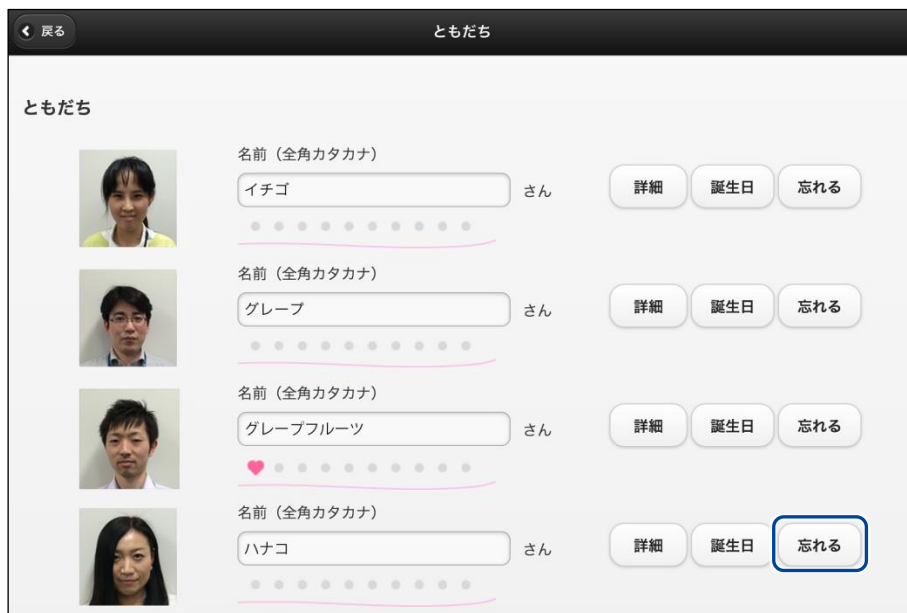 戻る
ともだち
ともだち
名前（全角カタカナ）
イチゴ さん 詳細 誕生日 忘れる
名前（全角カタカナ）
グレープ さん 詳細 誕生日 忘れる
名前（全角カタカナ）
グレープフルーツ さん 詳細 誕生日 忘れる
名前（全角カタカナ）
ハナコ さん 詳細 誕生日 忘れる